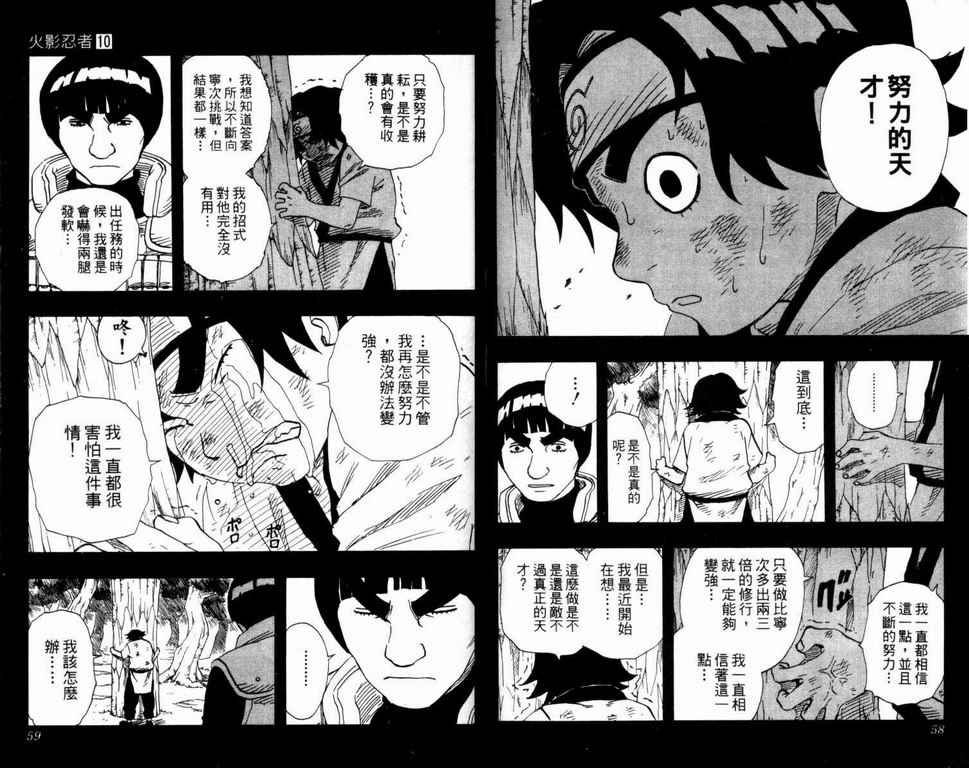 努力的天
才！
………
這到底…
是不是真的
呢？
…！
我一直都相信
這一點，並且
不斷的努力…
只要做比寧
次多出兩三
倍的修行，
就一定能夠
變強…
我一直相
信著這一
點…
但是…
我最近開始
在想……
這麼做是不
是還是敵不
過真正的天
才？
58
火影忍者 10
只要努力耕
耘，是不是
真的會有收
穫…？
我想知道答案
，所以不斷向
寧次挑戰，但
結果都一樣…
我的招式
對他完全沒
有用…
出任務的時
候，我還是
會嚇得兩腿
發軟…
…是不是不管
我再怎麼努力
，都沒辦法變
強？
咚！
ポロ
ポロ
我一直都很
害怕這件事
情！
………
我該怎麼
辦……
59